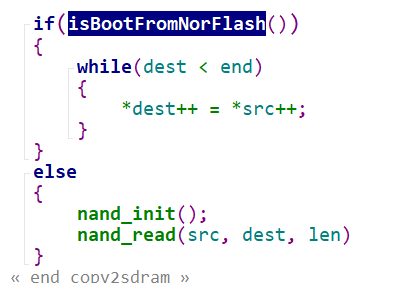 if(isBootFromNorFlash())
{
while(dest < end)
{
*dest++ = *src++;
}
}
else
{
nand_init();
nand_read(src, dest, len)
}
« end copy2sdram »